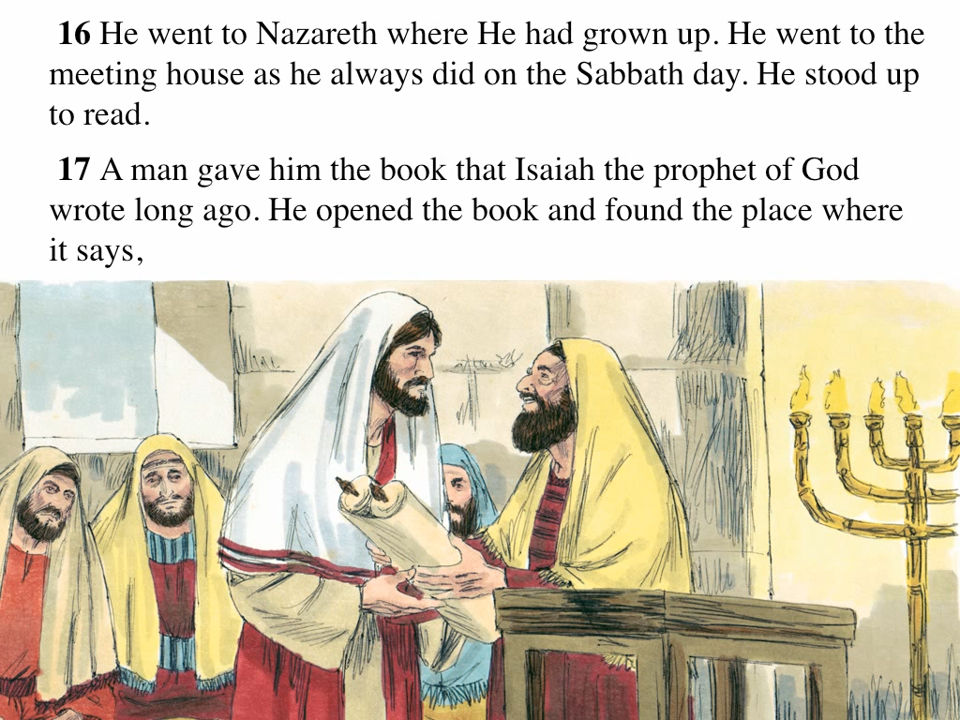 16 He went to Nazareth where He had grown up. He went to the
meeting house as he always did on the Sabbath day. He stood up
to read.
17 A man gave him the book that Isaiah the prophet of God
wrote long ago. He opened the book and found the place where
it says,